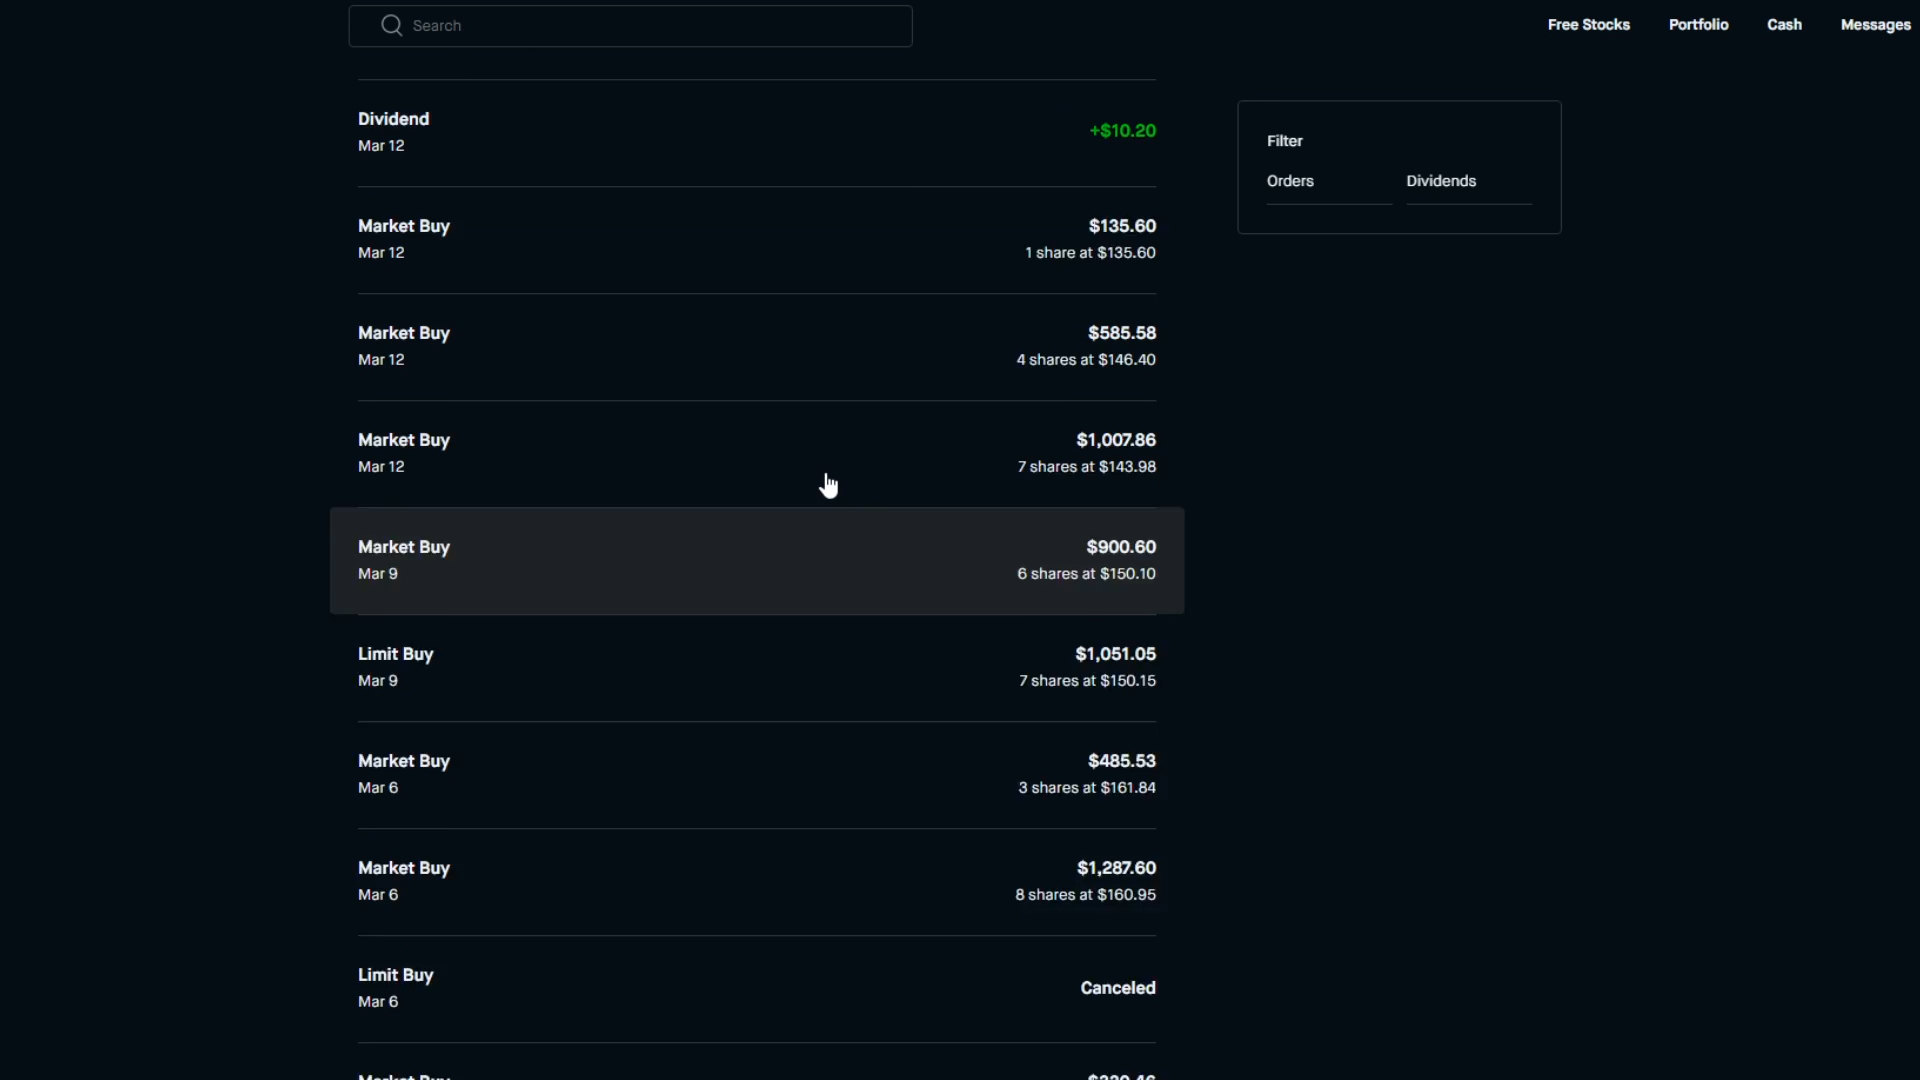 Search
Free Stocks
Portfolio
Cash
Messages
Dividend
+$10.20
Mar 12
Filter
Orders
Dividends
Market Buy
$135.60
Mar 12
1 share at $135.60
Market Buy
$585.58
Mar 12
4 shares at $146.40
Market Buy
$1,007.86
Mar 12
7 shares at $143.98
Market Buy
$900.60
Mar 9
6 shares at $150.10
Limit Buy
$1,051.05
Mar 9
7 shares at $150.15
Market Buy
$485.53
Mar 6
3 shares at $161.84
Market Buy
$1,287.60
Mar 6
8 shares at $160.95
Limit Buy
Canceled
Mar 6
Market Buy